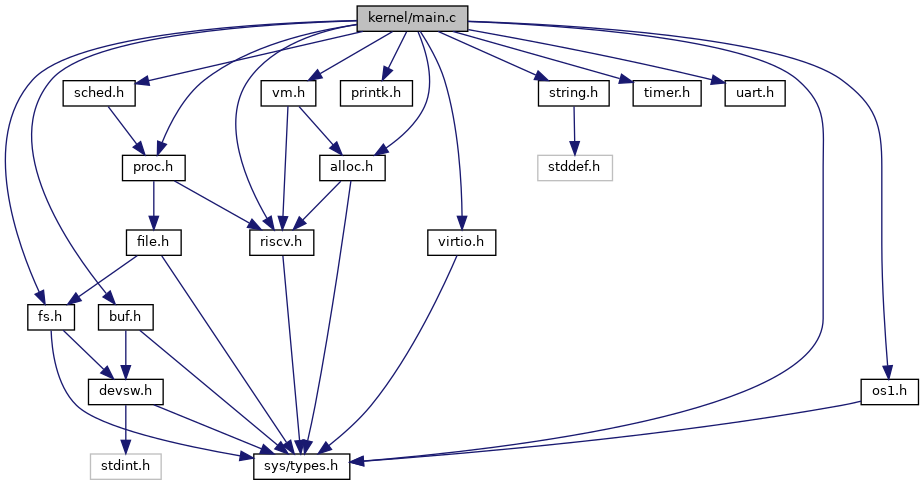 kernel/main.c
sched.h
vm.h
printk.h
string.h
timer.h
uart.h
proc.h
alloc.h
stddef.h
file.h
riscv.h
virtio.h
fs.h
buf.h
devsw.h
os1.h
stdint.h
sys/types.h